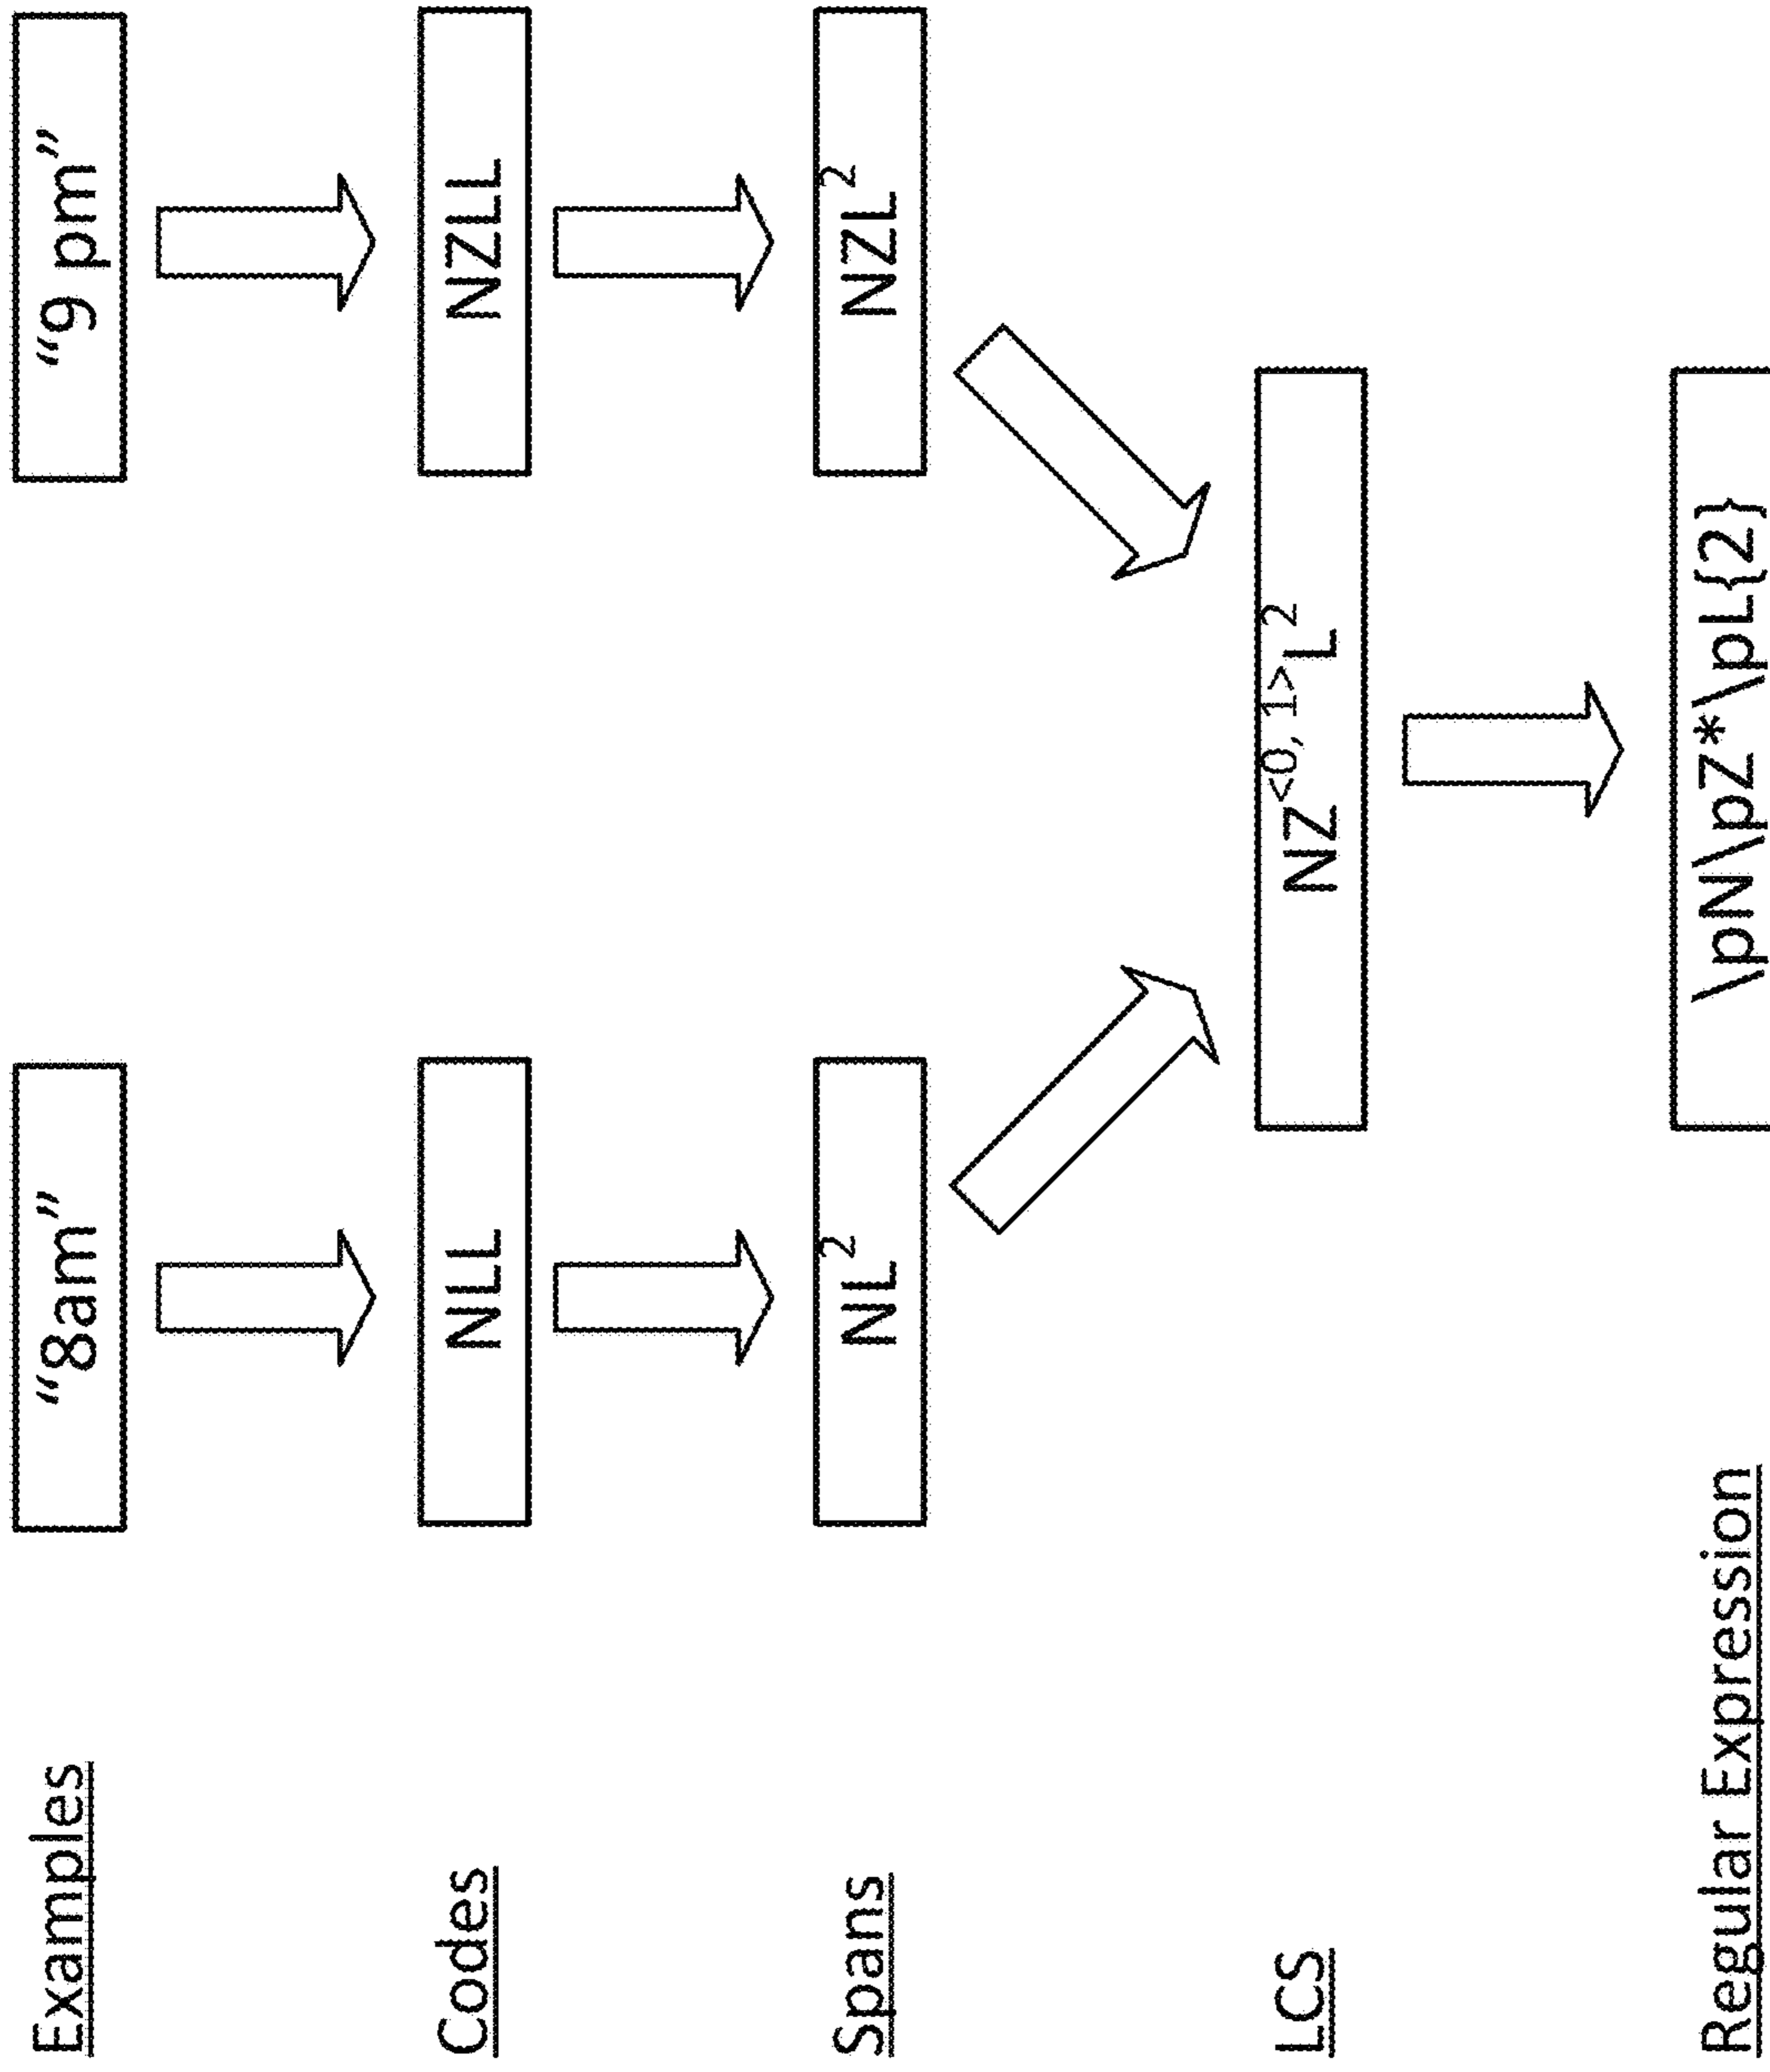 Examples "8am" "9 pm"
Codes NLL NZLL
Spans NL² NZL²
LCS NZ<0, 1>L²
Regular Expression \pN\pZ*\pL{2}